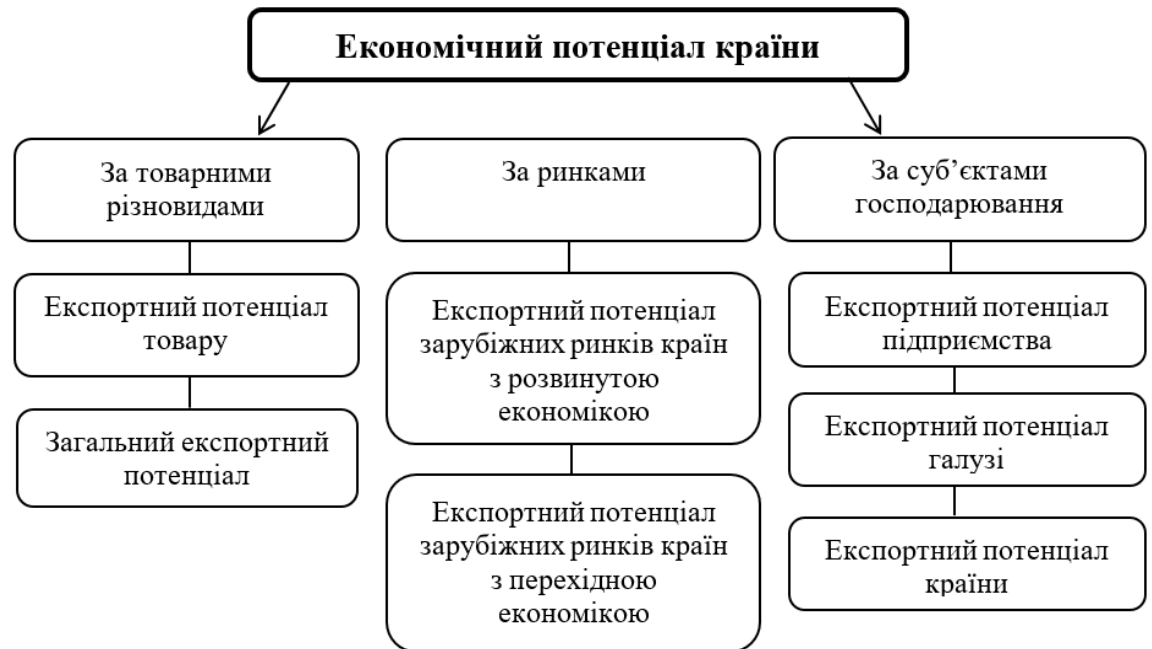 Економічний потенціал країни
За товарними
різновидами
Експортний потенціал
товару
Загальний експортний
потенціал
За ринками
Експортний потенціал
зарубіжних ринків країн
з розвинутою
економікою
Експортний потенціал
зарубіжних ринків країн
з перехідною
економікою
За суб’єктами
господарювання
Експортний потенціал
підприємства
Експортний потенціал
галузі
Експортний потенціал
країни